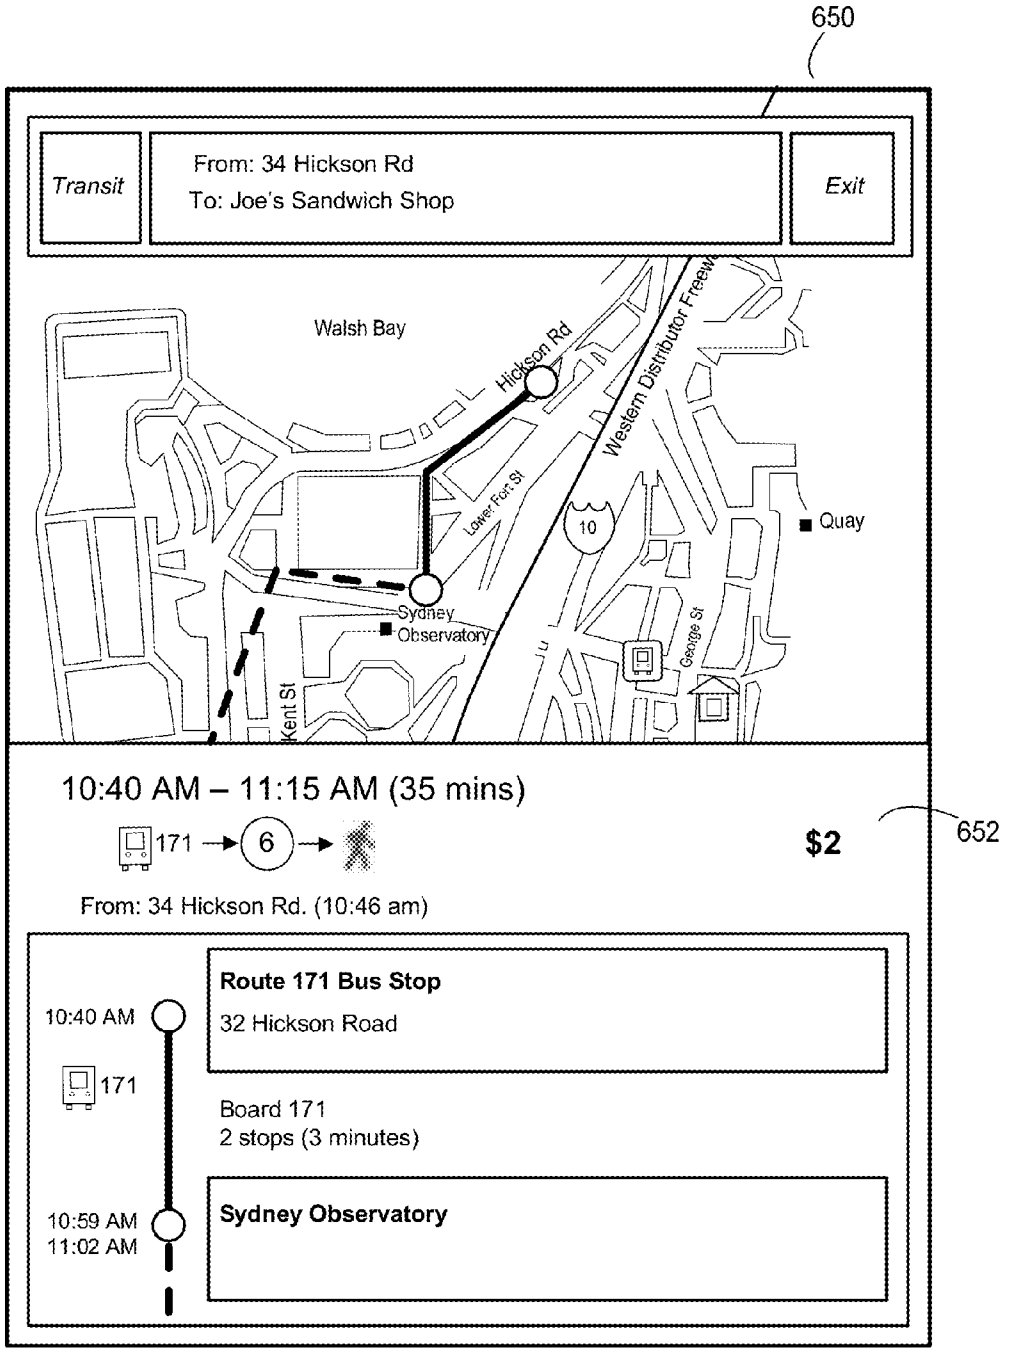 650
Transit
From: 34 Hickson Rd
To: Joe's Sandwich Shop
Exit
Walsh Bay
Hickson Rd
Western Distributor Freew
Lower Fort St
10
Quay
Sydney
Observatory
George St
Kent St
10:40 AM – 11:15 AM (35 mins)
171
6
$2
652
From: 34 Hickson Rd. (10:46 am)
Route 171 Bus Stop
10:40 AM
32 Hickson Road
171
Board 171
2 stops (3 minutes)
10:59 AM
Sydney Observatory
11:02 AM